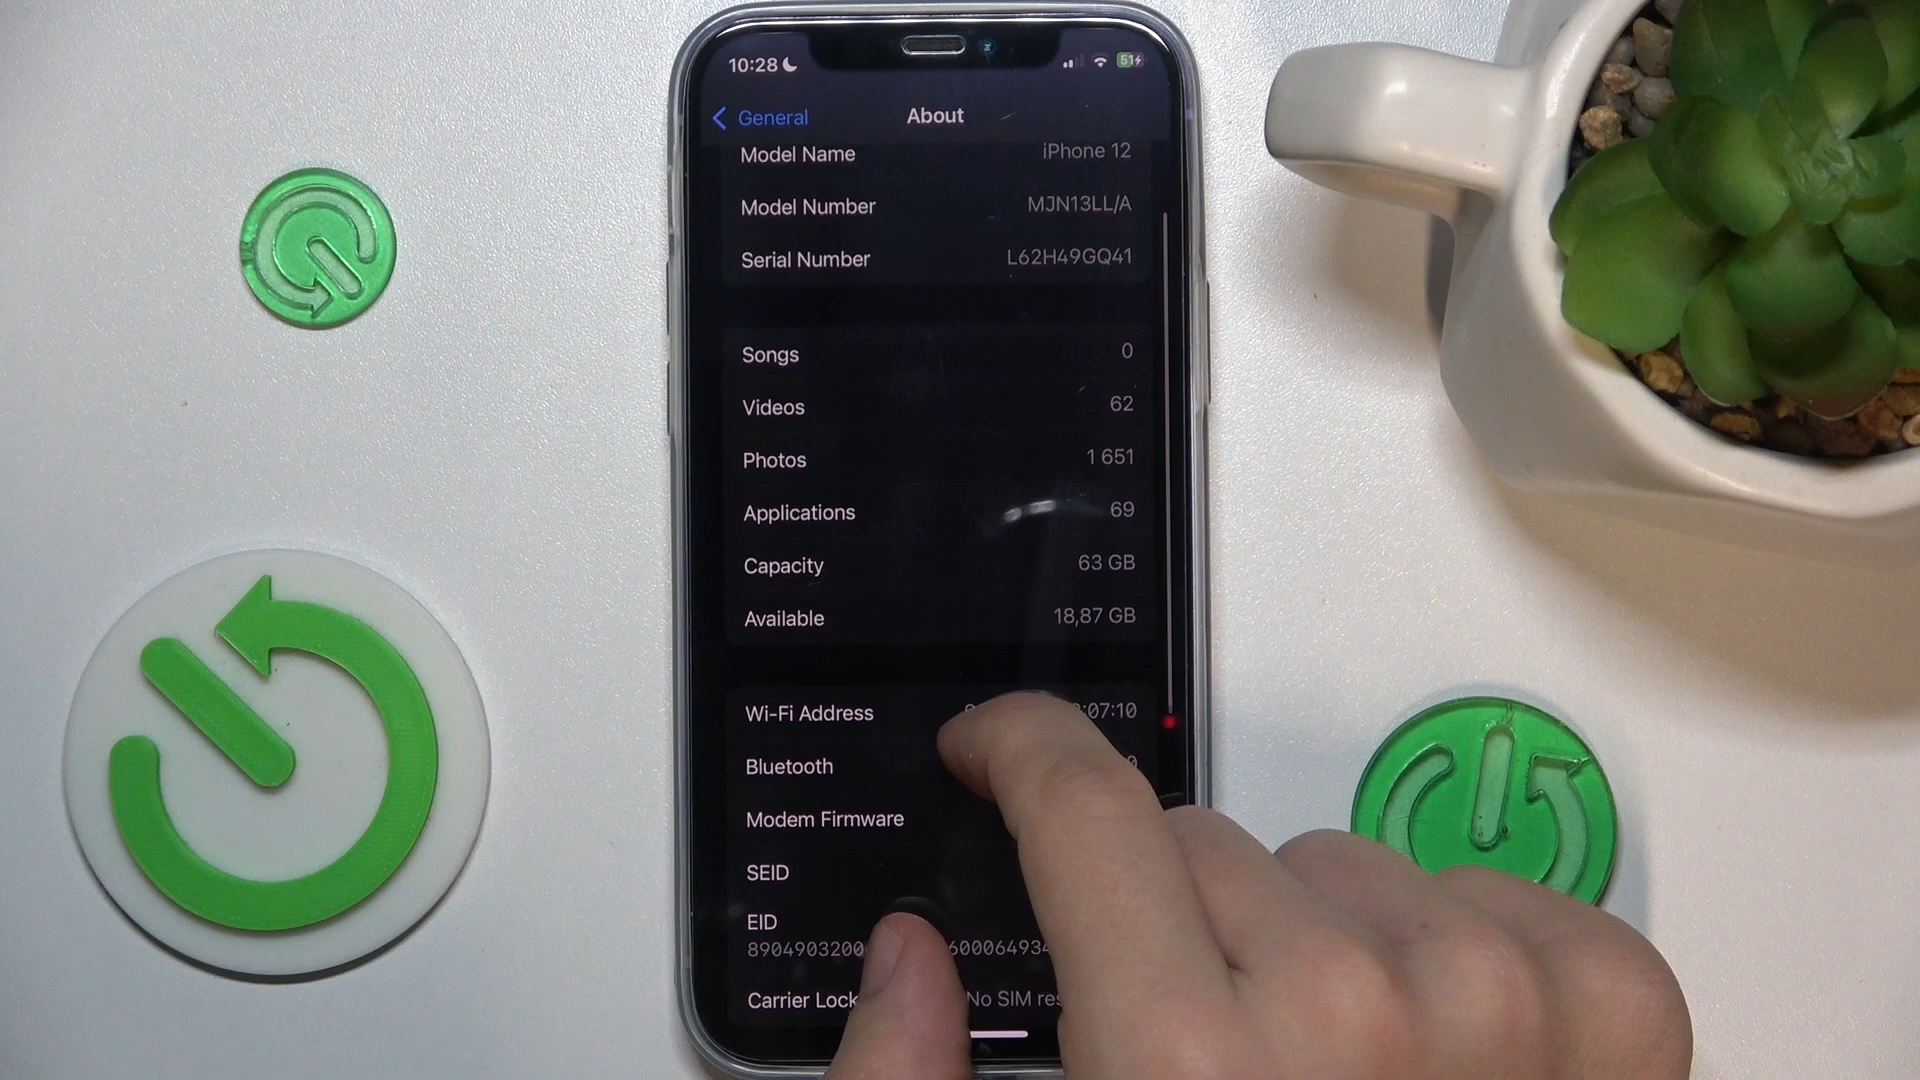 10:28
51
General
About
Model Name iPhone 12
Model Number MJN13LL/A
Serial Number L62H49GQ41
Songs 0
Videos 62
Photos 1 651
Applications 69
Capacity 63 GB
Available 18,87 GB
Wi-Fi Address :07:10
Bluetooth
Modem Firmware
SEID
EID
8904903200 60006493
Carrier Lock No SIM res